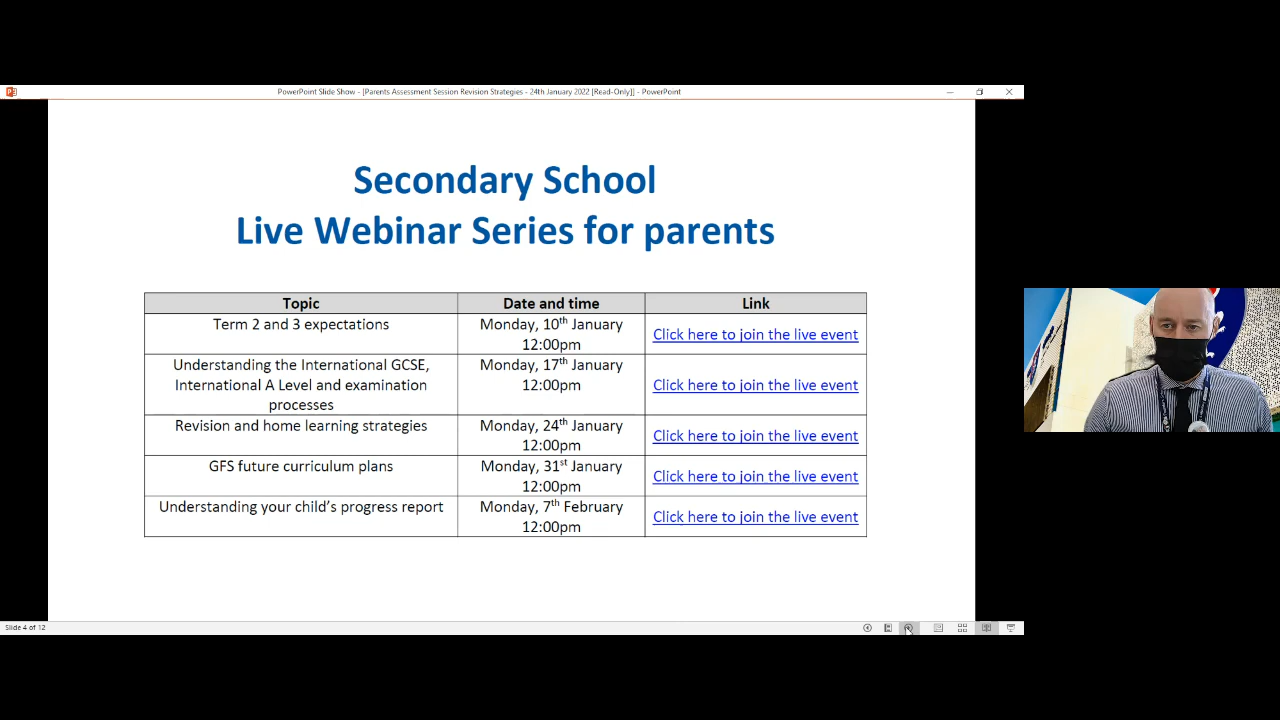 PowerPoint Slide Show - [Parents Assessment Session Revision Strategies - 24th January 2022 [Read-Only]] - PowerPoint
Secondary School
Live Webinar Series for parents
Topic Date and time Link
Term 2 and 3 expectations Monday, 10th January 12:00pm Click here to join the live event
Understanding the International GCSE, International A Level and examination processes Monday, 17th January 12:00pm Click here to join the live event
Revision and home learning strategies Monday, 24th January 12:00pm Click here to join the live event
GFS future curriculum plans Monday, 31st January 12:00pm Click here to join the live event
Understanding your child's progress report Monday, 7th February 12:00pm Click here to join the live event
Slide 4 of 12